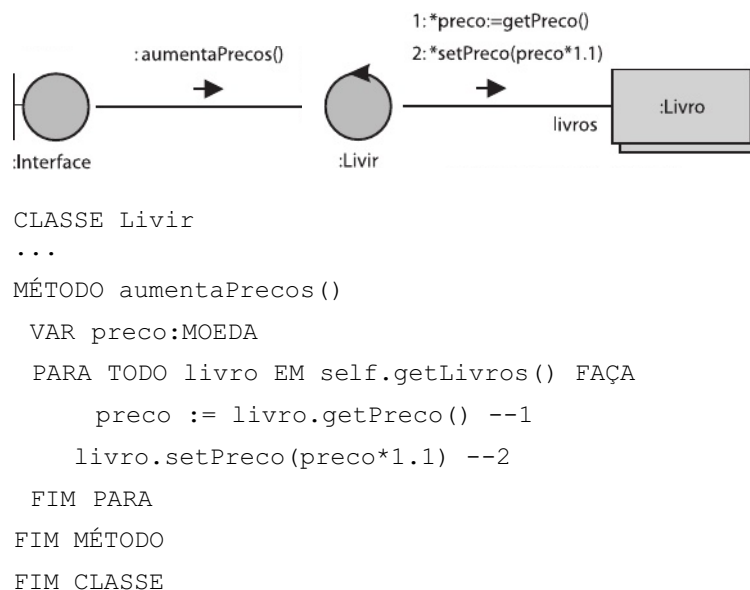 1: *preco:=getPreco()
:aumentaPrecos()
2: *setPreco(preco*1.1)
:Livro
livros
:Interface
:Livir
CLASSE Livir
...
MÉTODO aumentaPrecos()
VAR preco:MOEDA
PARA TODO livro EM self.getLivros() FAÇA
preco := livro.getPreco() --1
livro.setPreco(preco*1.1) --2
FIM PARA
FIM MÉTODO
FIM CLASSE